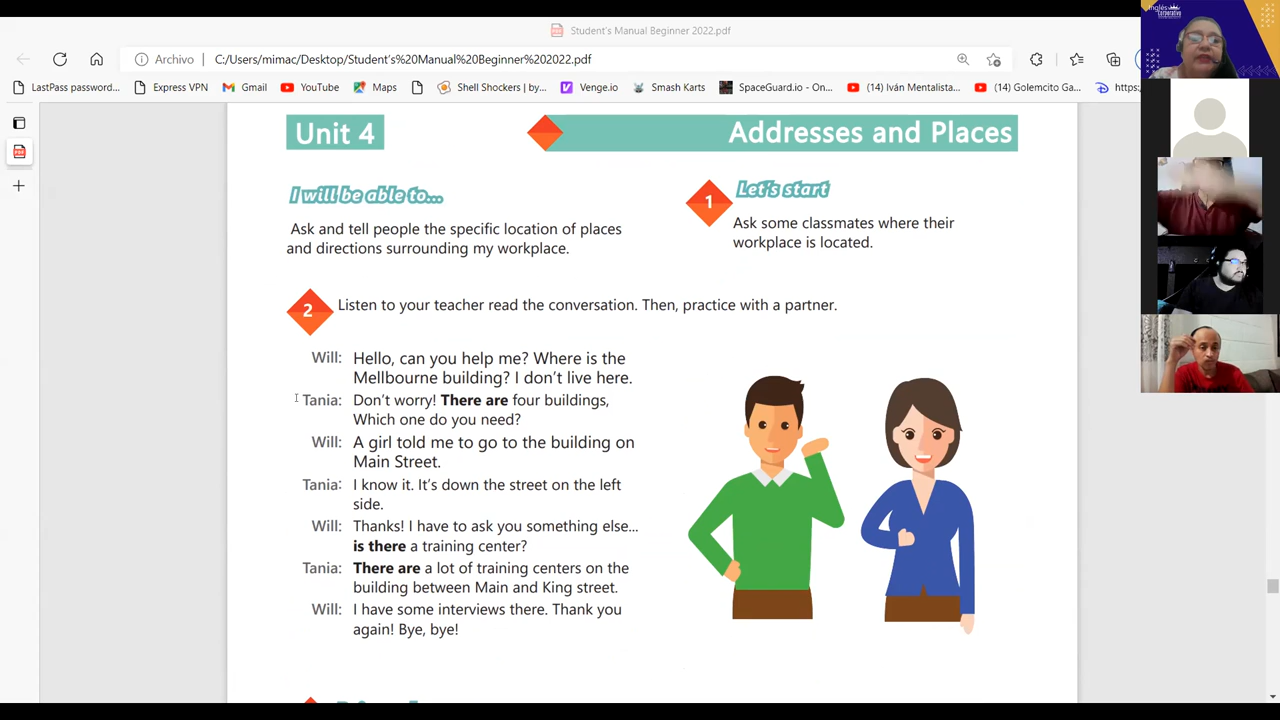 Student's Manual Beginner 2022.pdf
Archivo
C:/Users/mimac/Desktop/Student's%20Manual%20Beginner%202022.pdf
LastPass password...
Express VPN
Gmail
YouTube
Maps
Shell Shockers | by...
Venge.io
Smash Karts
SpaceGuard.io - On...
(14) Iván Mentalista...
(14) Golemcito Ga...
https:
Inglés
corporativo
Unit 4
Addresses and Places
I will be able to...
Ask and tell people the specific location of places
and directions surrounding my workplace.
1
Let's start
Ask some classmates where their
workplace is located.
2
Listen to your teacher read the conversation. Then, practice with a partner.
Will: Hello, can you help me? Where is the
Mellbourne building? I don't live here.
Tania: Don't worry! There are four buildings,
Which one do you need?
Will: A girl told me to go to the building on
Main Street.
Tania: I know it. It's down the street on the left
side.
Will: Thanks! I have to ask you something else...
is there a training center?
Tania: There are a lot of training centers on the
building between Main and King street.
Will: I have some interviews there. Thank you
again! Bye, bye!